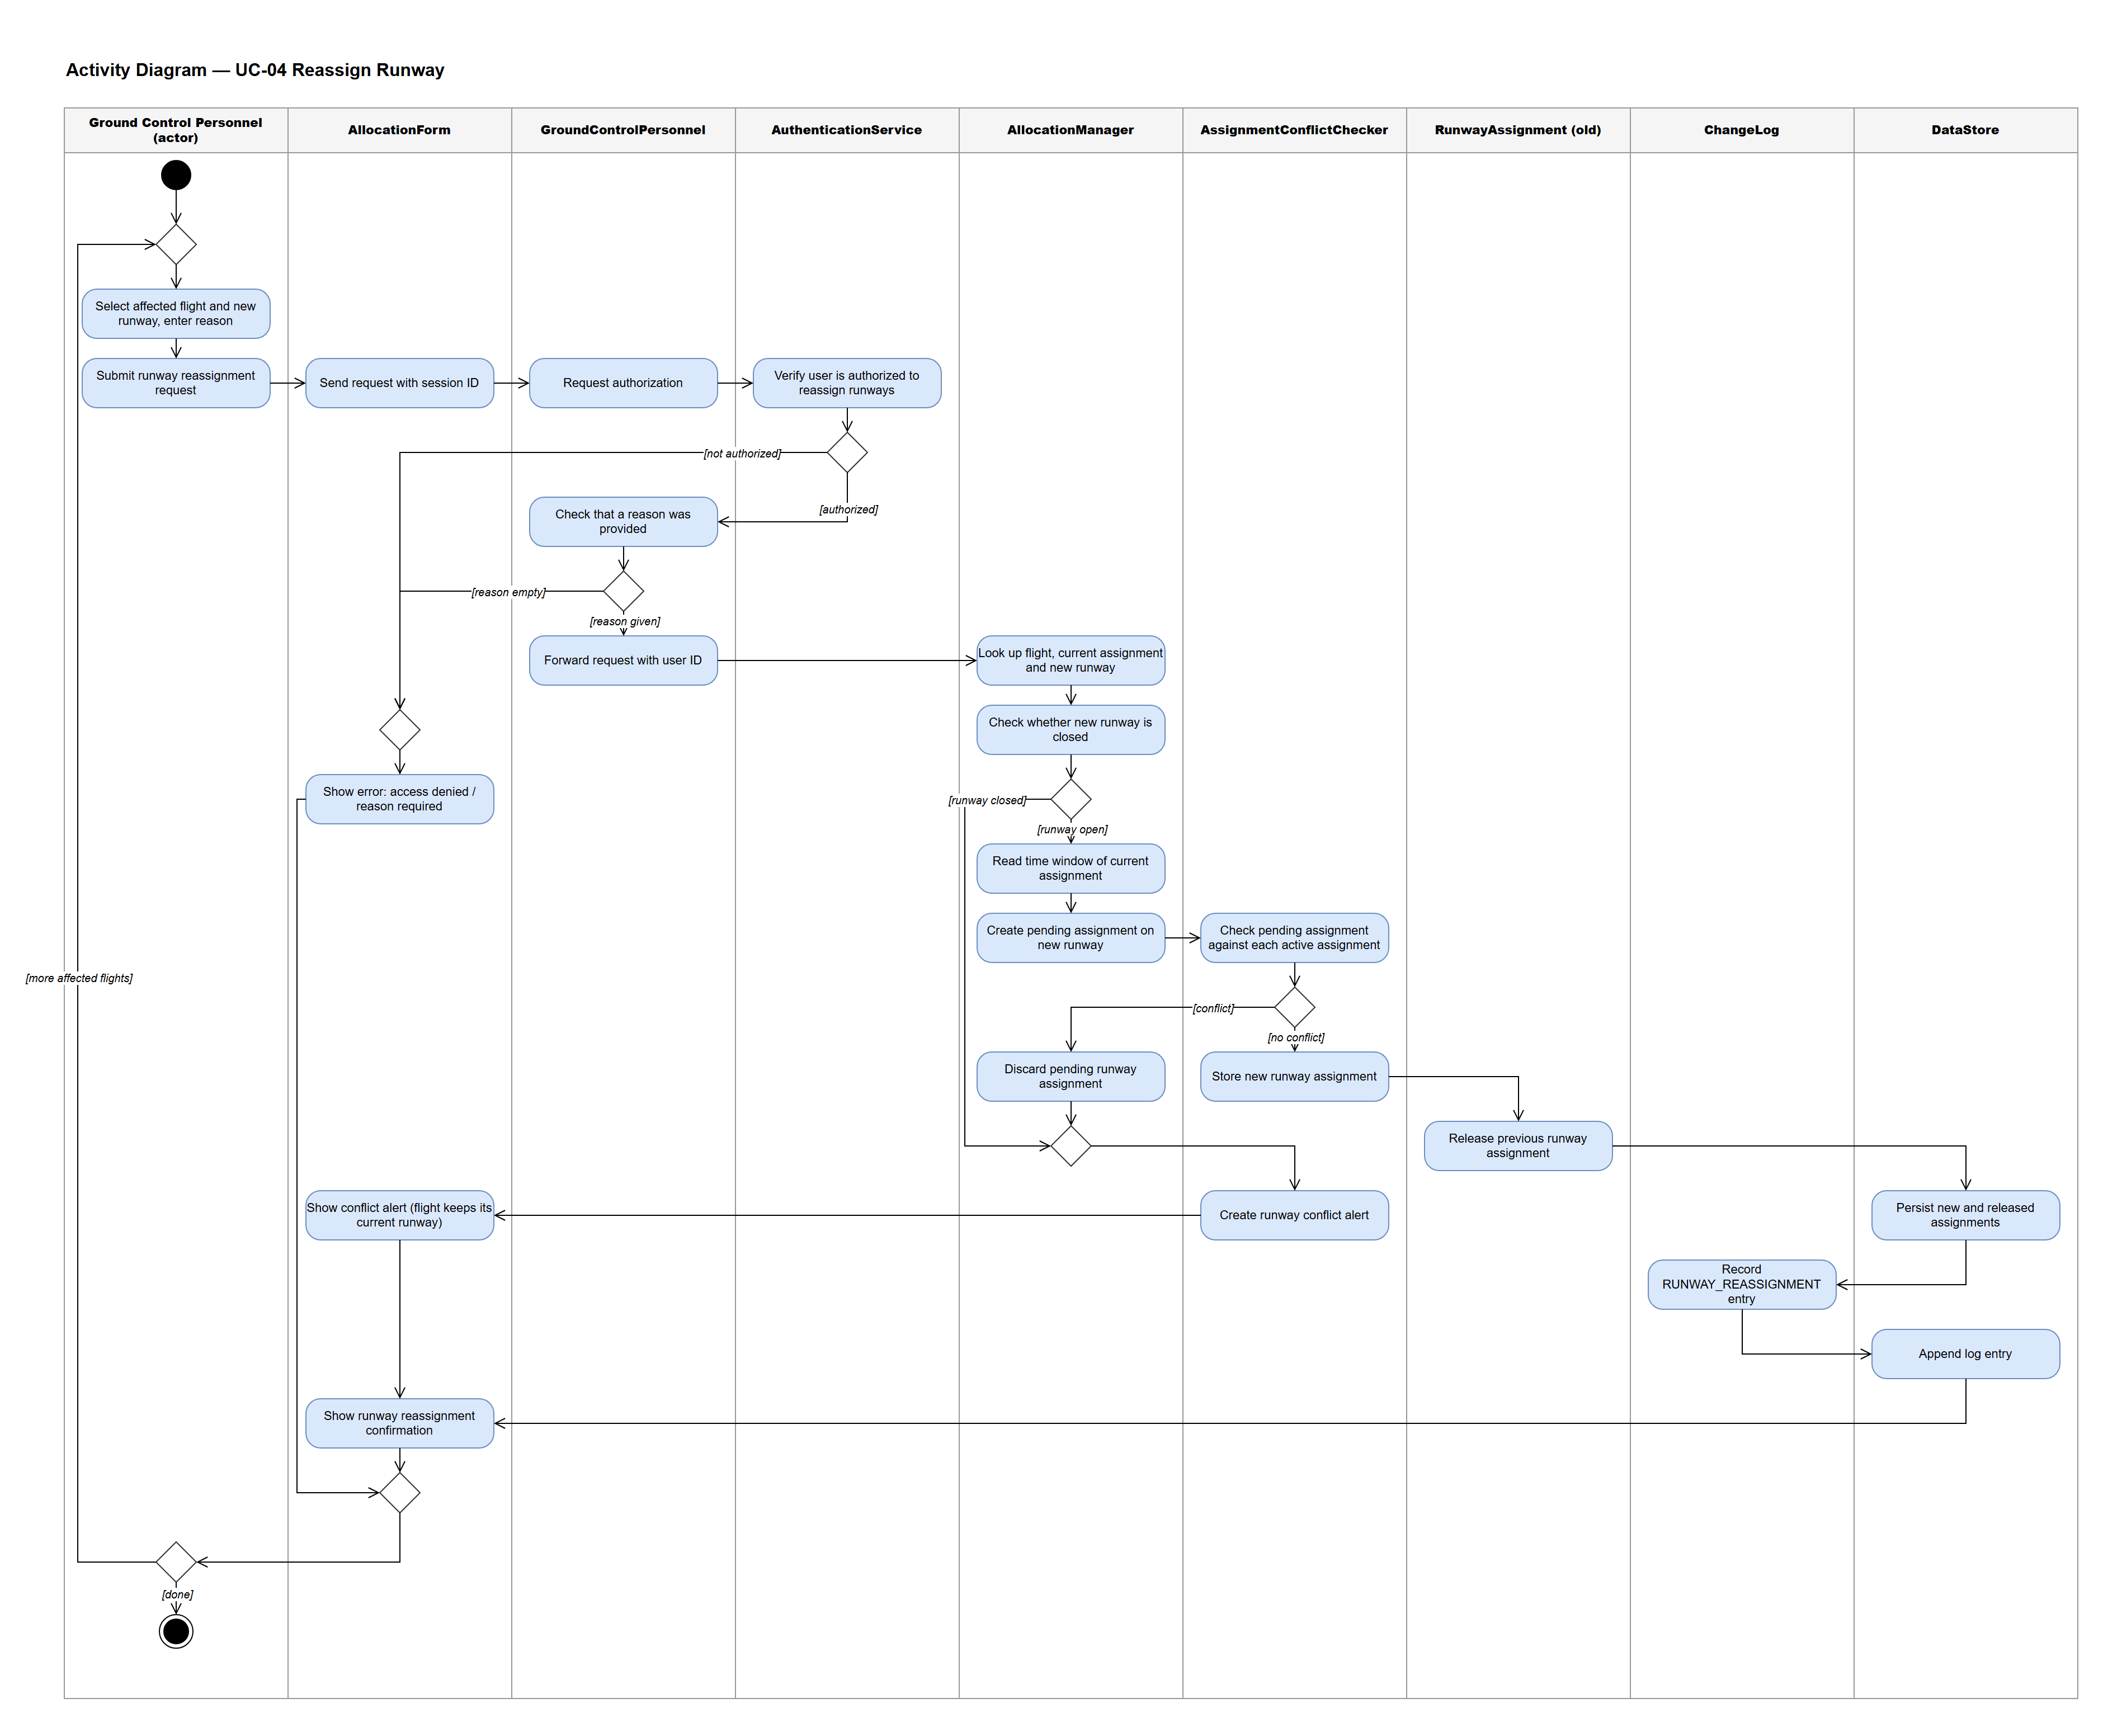 Activity Diagram — UC-04 Reassign Runway
Ground Control Personnel
(actor)
AllocationForm
GroundControlPersonnel
AuthenticationService
AllocationManager
AssignmentConflictChecker
RunwayAssignment (old)
ChangeLog
DataStore
Select affected flight and new
runway, enter reason
Submit runway reassignment
request
Send request with session ID
Request authorization
Verify user is authorized to
reassign runways
[not authorized]
[authorized]
Check that a reason was
provided
[reason empty]
[reason given]
Forward request with user ID
Look up flight, current assignment
and new runway
Check whether new runway is
closed
Show error: access denied /
reason required
[runway closed]
[runway open]
Read time window of current
assignment
Create pending assignment on
new runway
Check pending assignment
against each active assignment
[more affected flights]
[conflict]
[no conflict]
Discard pending runway
assignment
Store new runway assignment
Release previous runway
assignment
Show conflict alert (flight keeps its
current runway)
Create runway conflict alert
Persist new and released
assignments
Record
RUNWAY_REASSIGNMENT
entry
Append log entry
Show runway reassignment
confirmation
[done]